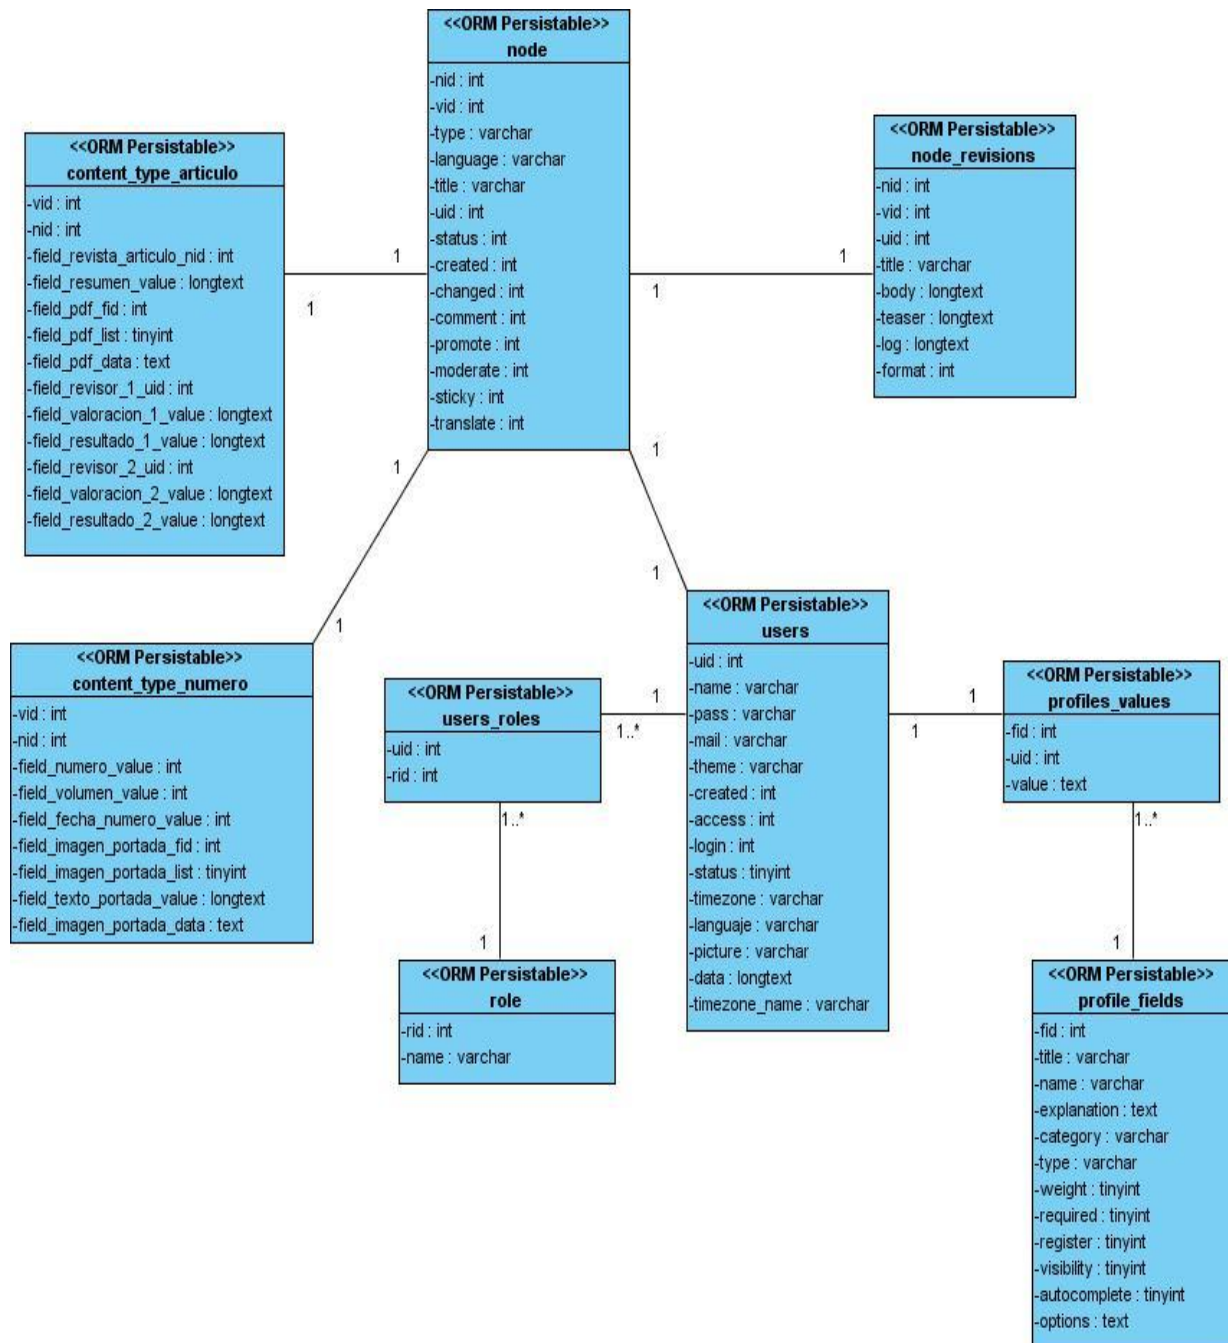 <<ORM Persistable>>
node
-nid : int
-vid : int
-type : varchar
-language : varchar
-title : varchar
-uid : int
-status : int
-created : int
-changed : int
-comment : int
-promote : int
-moderate : int
-sticky : int
-translate : int
<<ORM Persistable>>
content_type_articulo
-vid : int
-nid : int
-field_revista_articulo_nid : int
-field_resumen_value : longtext
-field_pdf_fid : int
-field_pdf_list : tinyint
-field_pdf_data : text
-field_revisor_1_uid : int
-field_valoracion_1_value : longtext
-field_resultado_1_value : longtext
-field_revisor_2_uid : int
-field_valoracion_2_value : longtext
-field_resultado_2_value : longtext
<<ORM Persistable>>
node_revisions
-nid : int
-vid : int
-uid : int
-title : varchar
-body : longtext
-teaser : longtext
-log : longtext
-format : int
1
1
1
1
1
1
1
1
<<ORM Persistable>>
content_type_numero
-vid : int
-nid : int
-field_numero_value : int
-field_volumen_value : int
-field_fecha_numero_value : int
-field_imagen_portada_fid : int
-field_imagen_portada_list : tinyint
-field_texto_portada_value : longtext
-field_imagen_portada_data : text
<<ORM Persistable>>
users_roles
-uid : int
-rid : int
1
1..*
<<ORM Persistable>>
users
-uid : int
-name : varchar
-pass : varchar
-mail : varchar
-theme : varchar
-created : int
-access : int
-login : int
-status : tinyint
-timezone : varchar
-languaje : varchar
-picture : varchar
-data : longtext
-timezone_name : varchar
1
1
<<ORM Persistable>>
profiles_values
-fid : int
-uid : int
-value : text
1..*
1
<<ORM Persistable>>
role
-rid : int
-name : varchar
1..*
1
<<ORM Persistable>>
profile_fields
-fid : int
-title : varchar
-name : varchar
-explanation : text
-category : varchar
-type : varchar
-weight : tinyint
-required : tinyint
-register : tinyint
-visibility : tinyint
-autocomplete : tinyint
-options : text